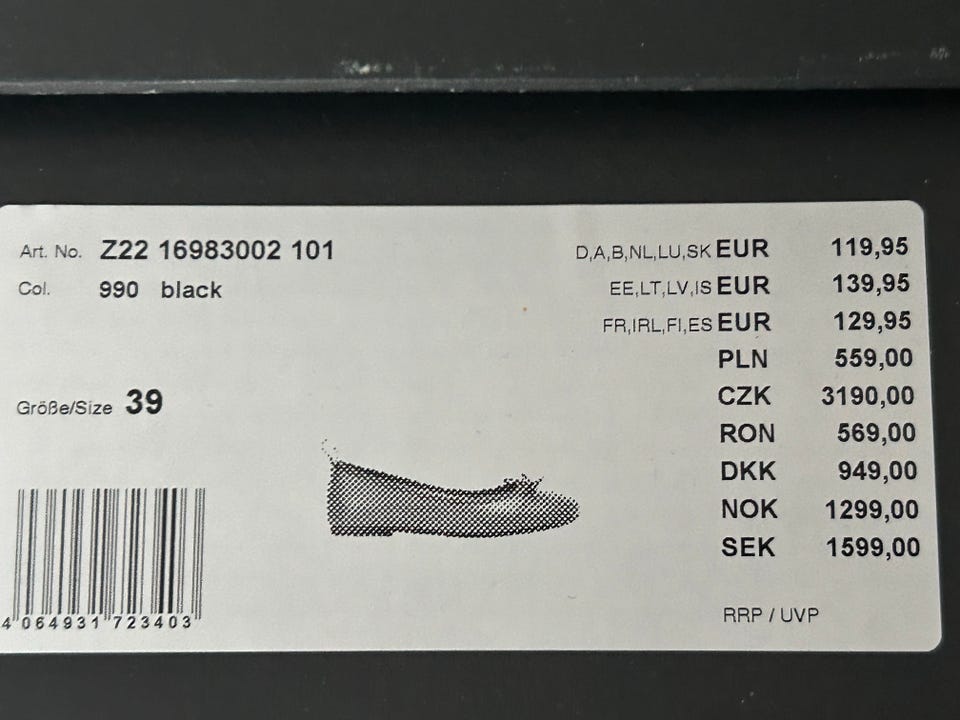 Art. No. Z22 16983002 101
Col. 990 black
Größe/Size 39
4 064931 723403
D,A,B,NL,LU,SK EUR 119,95
EE,LT,LV,IS EUR 139,95
FR,IRL,FI,ES EUR 129,95
PLN 559,00
CZK 3190,00
RON 569,00
DKK 949,00
NOK 1299,00
SEK 1599,00
RRP / UVP